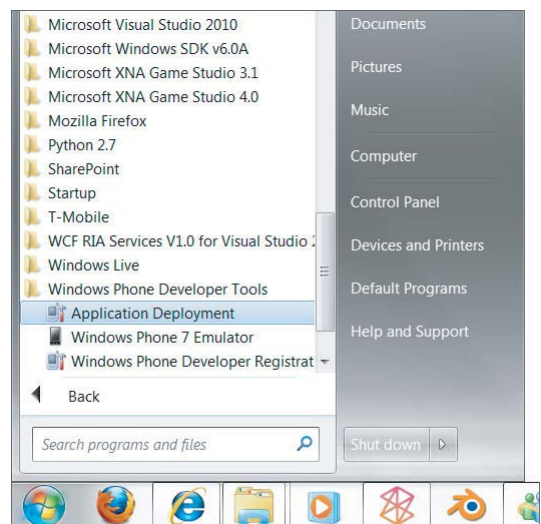 Microsoft Visual Studio 2010
Microsoft Windows SDK v6.0A
Microsoft XNA Game Studio 3.1
Microsoft XNA Game Studio 4.0
Mozilla Firefox
Python 2.7
SharePoint
Startup
T-Mobile
WCF RIA Services V1.0 for Visual Studio 2
Windows Live
Windows Phone Developer Tools
Application Deployment
Windows Phone 7 Emulator
Windows Phone Developer Registrat
Back
Search programs and files
Documents
Pictures
Music
Computer
Control Panel
Devices and Printers
Default Programs
Help and Support
Shut down